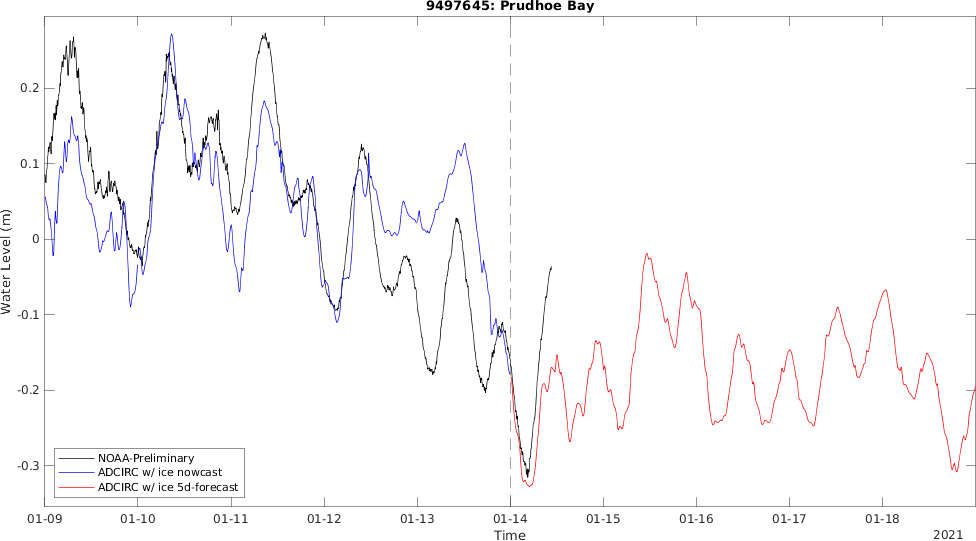 9497645: Prudhoe Bay
Water Level (m)
0.2
0.1
0
-0.1
-0.2
-0.3
NOAA-Preliminary
ADCIRC w/ ice nowcast
ADCIRC w/ ice 5d-forecast
01-09 01-10 01-11 01-12 01-13 01-14 01-15 01-16 01-17 01-18
Time
2021